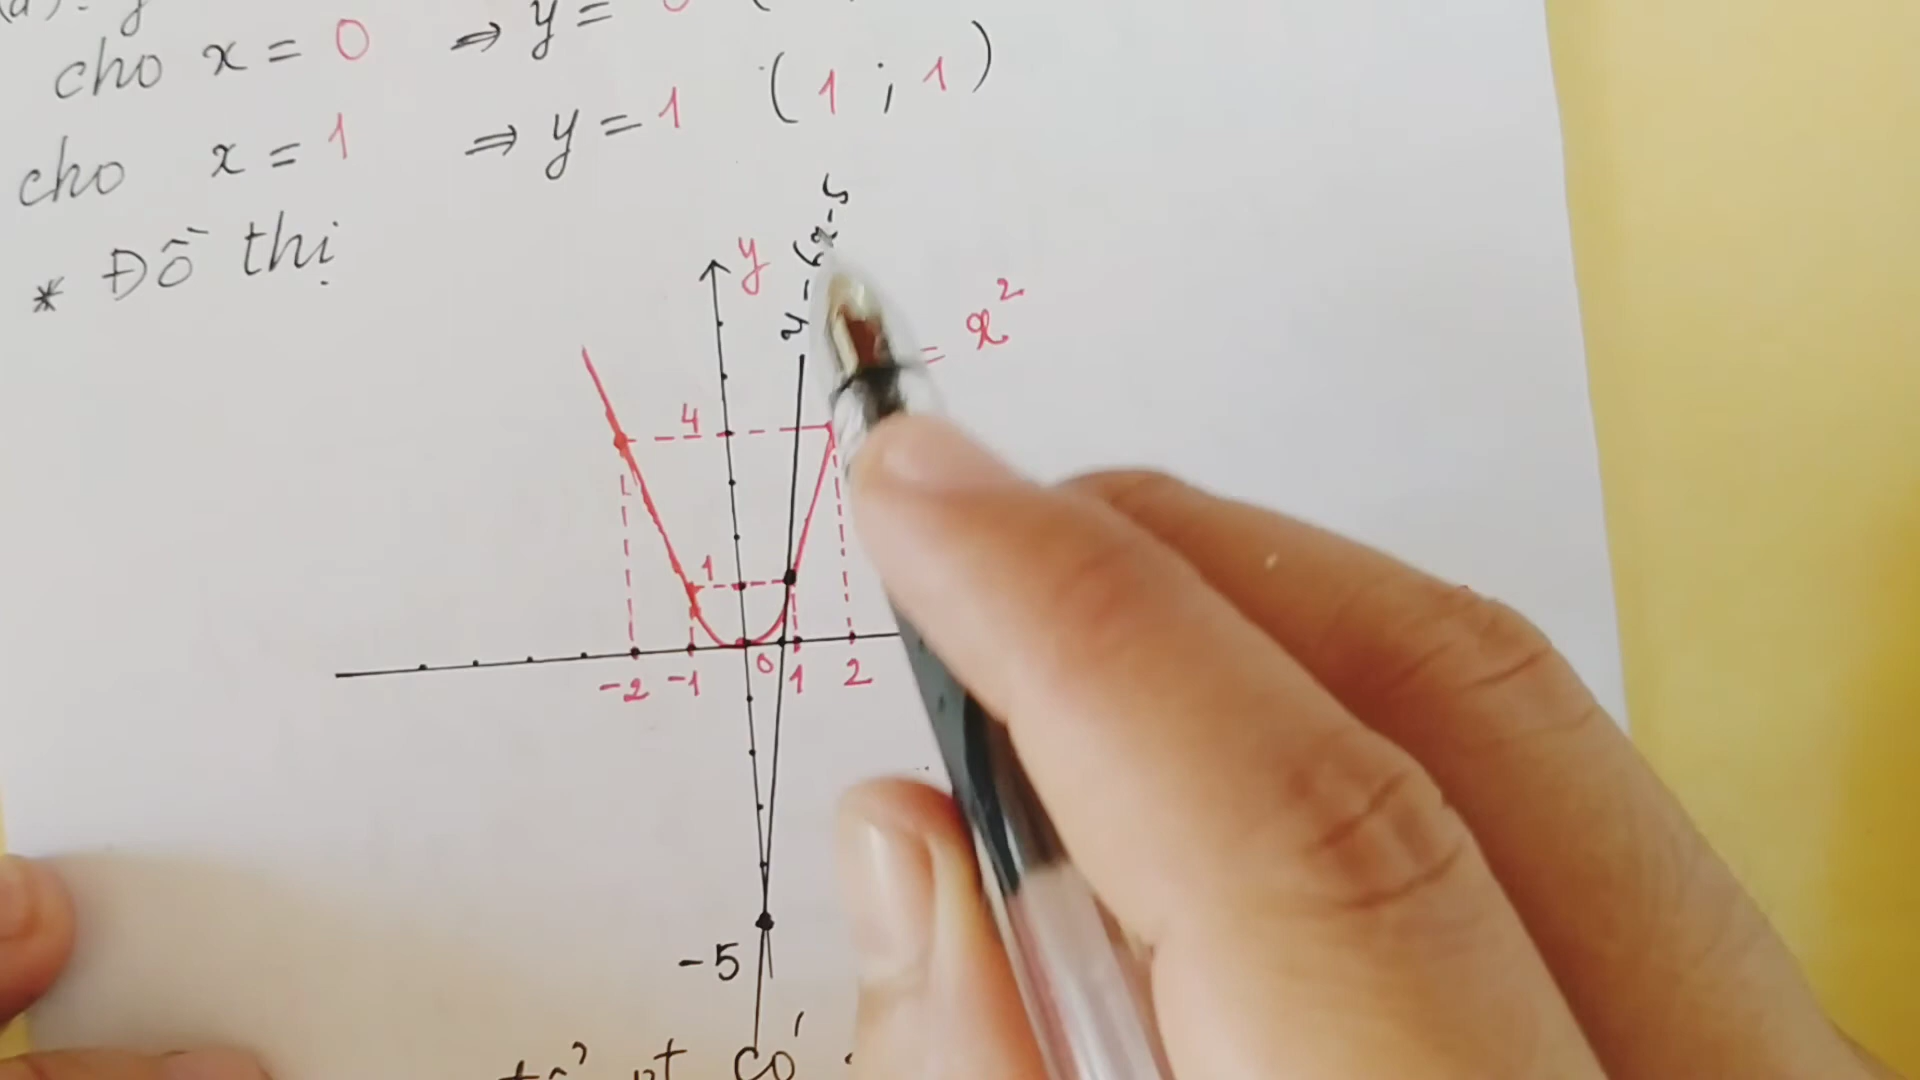 cho x = 0 ⇒ y =
cho x = 1 ⇒ y = 1 (1 ; 1)
* Đồ thị
y
= x²
4
1
-2 -1 0 1 2
-5